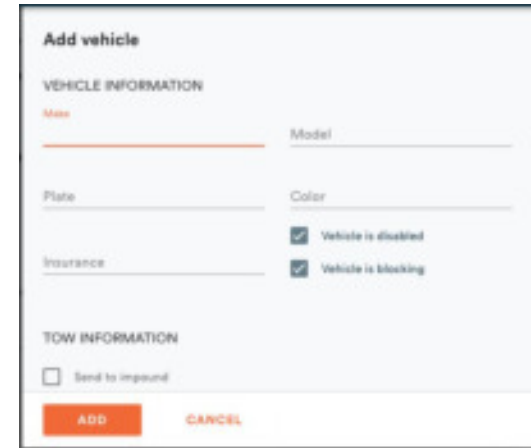 Add vehicle
VEHICLE INFORMATION
Make
Model
Plate
Color
Vehicle is disabled
Insurance
Vehicle is blocking
TOW INFORMATION
Send to impound
ADD CANCEL